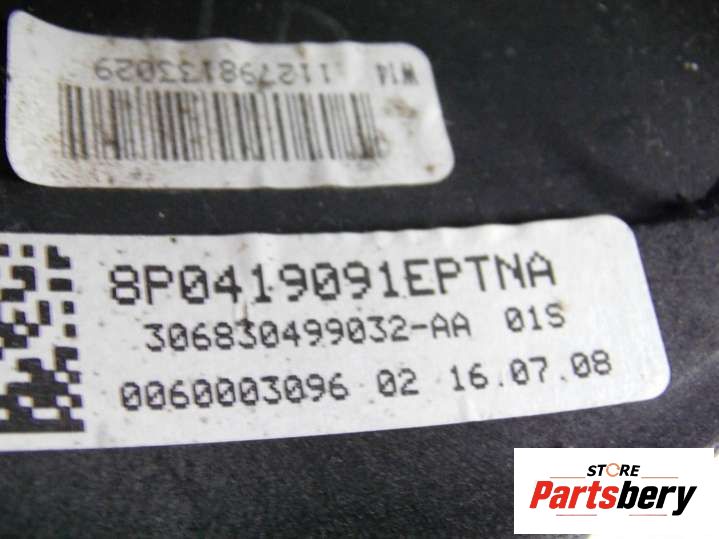 W14 112798133029
8P0419091EPTNA
306830499032-AA 01S
0060003096 02 16.07.08
STORE
Partsbery